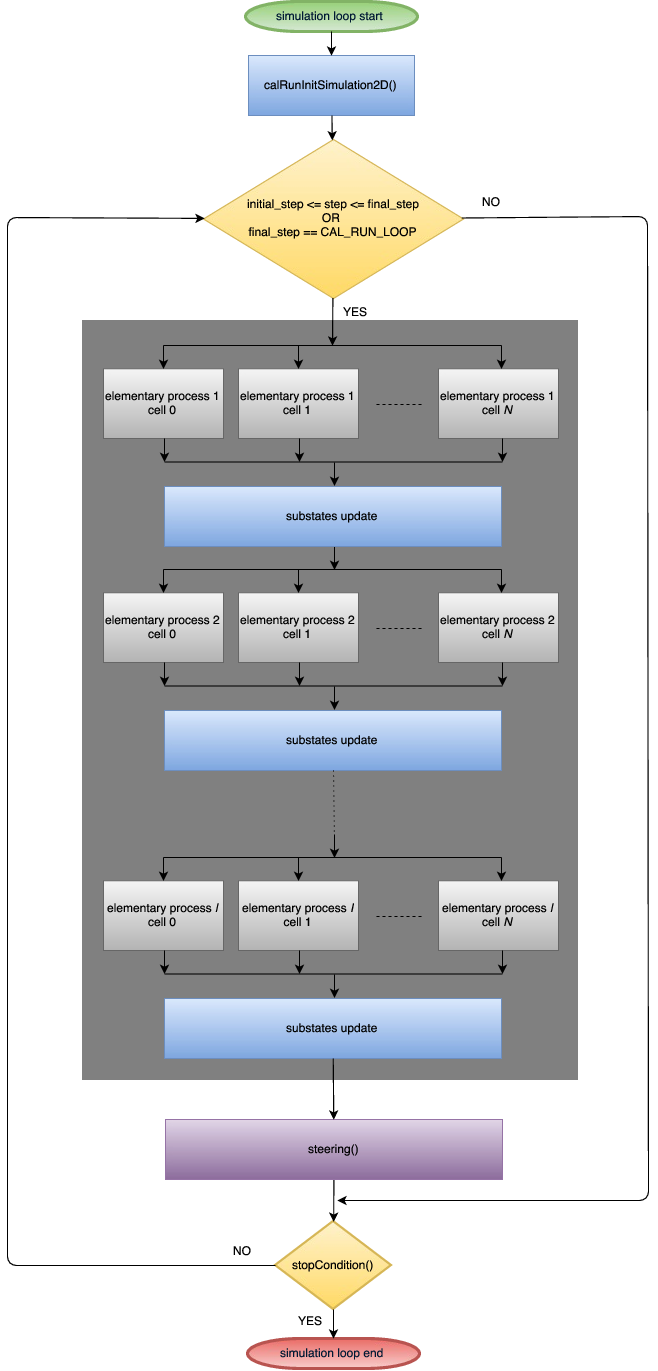 simulation loop start
calRunInitSimulation2D()
initial_step <= step <= final_step
OR
final_step == CAL_RUN_LOOP
NO
YES
elementary process 1
cell 0
elementary process 1
cell 1
elementary process 1
cell N
substates update
elementary process 2
cell 0
elementary process 2
cell 1
elementary process 2
cell N
substates update
elementary process I
cell 0
elementary process I
cell 1
elementary process I
cell N
substates update
steering()
NO
stopCondition()
YES
simulation loop end